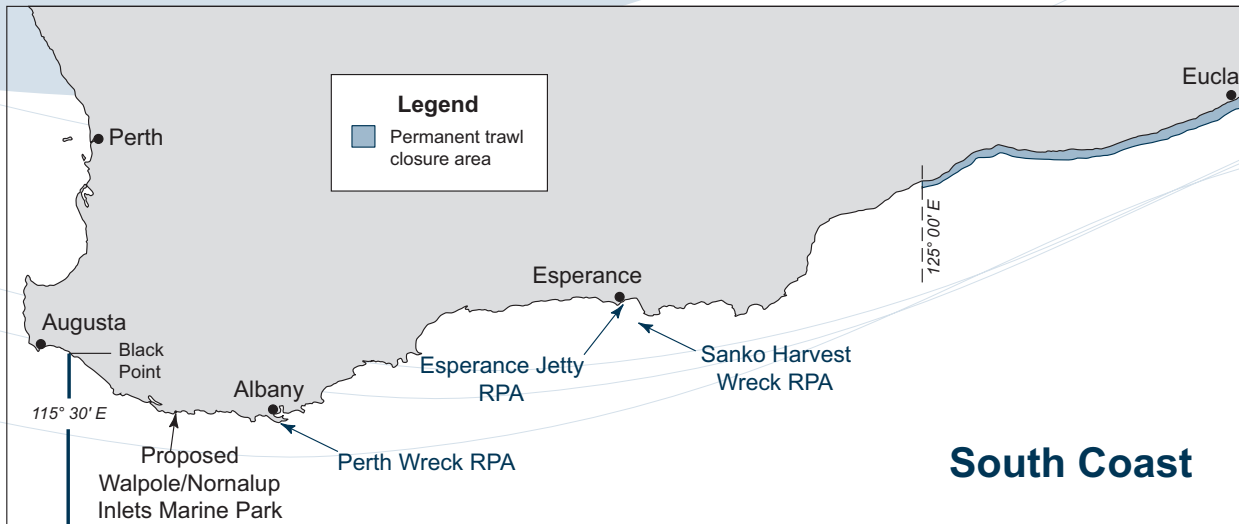 Legend
Permanent trawl
closure area
Eucla
Perth
125° 00' E
Esperance
Augusta
Black
Point
Esperance Jetty
RPA
Sanko Harvest
Wreck RPA
115° 30' E
Albany
Proposed
Walpole/Nornalup
Inlets Marine Park
Perth Wreck RPA
South Coast